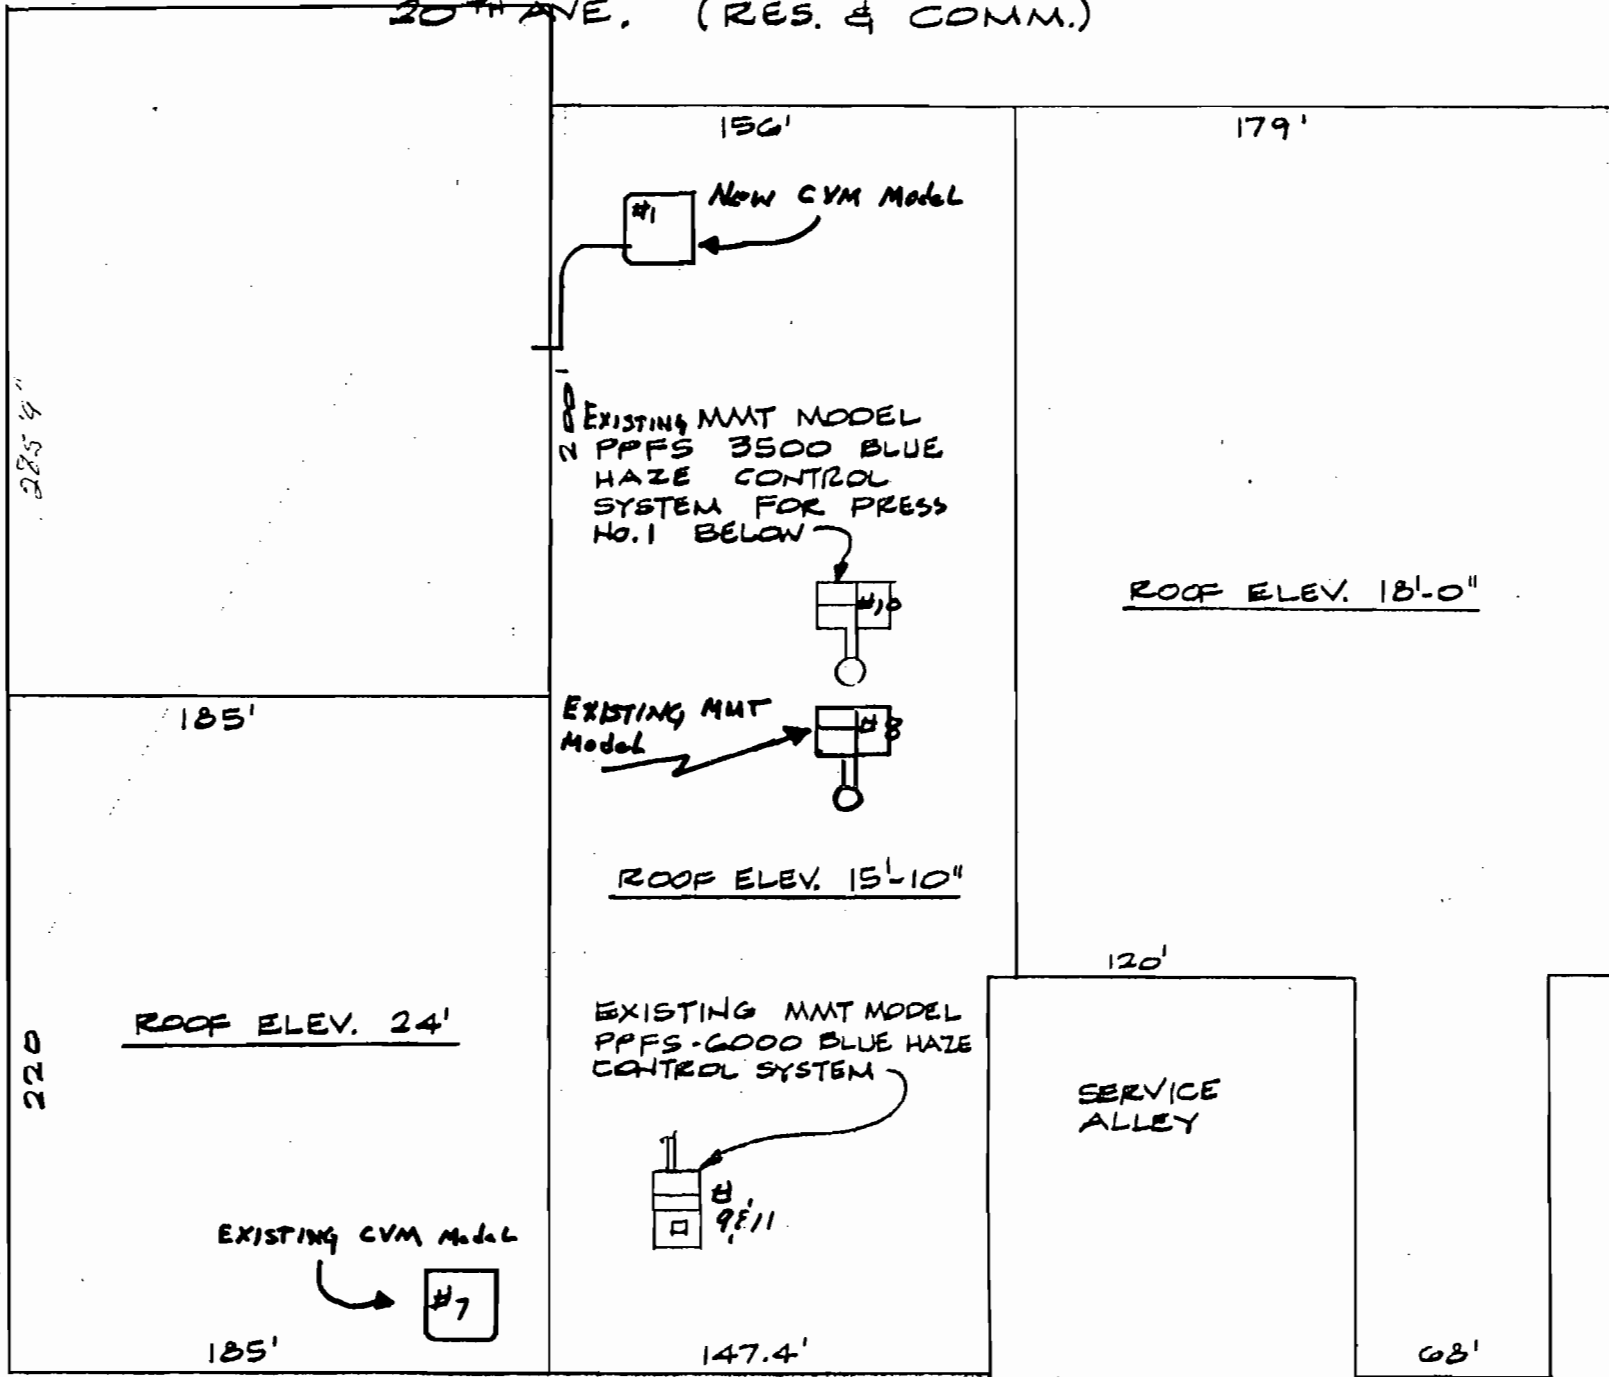 20TH AVE. (RES. & COMM.)
156'
179'
#1
New CVM Model
285'4"
288'
EXISTING MMT MODEL
PPFS 3500 BLUE
HAZE CONTROL
SYSTEM FOR PRESS
No.1 BELOW
#10
ROOF ELEV. 18'-0"
185'
EXISTING MMT
Model
#8
ROOF ELEV. 15'-10"
120'
ROOF ELEV. 24'
220
EXISTING MMT MODEL
PPFS-6000 BLUE HAZE
CONTROL SYSTEM
SERVICE
ALLEY
#
9&11
EXISTING CVM Model
#7
185'
147.4'
68'